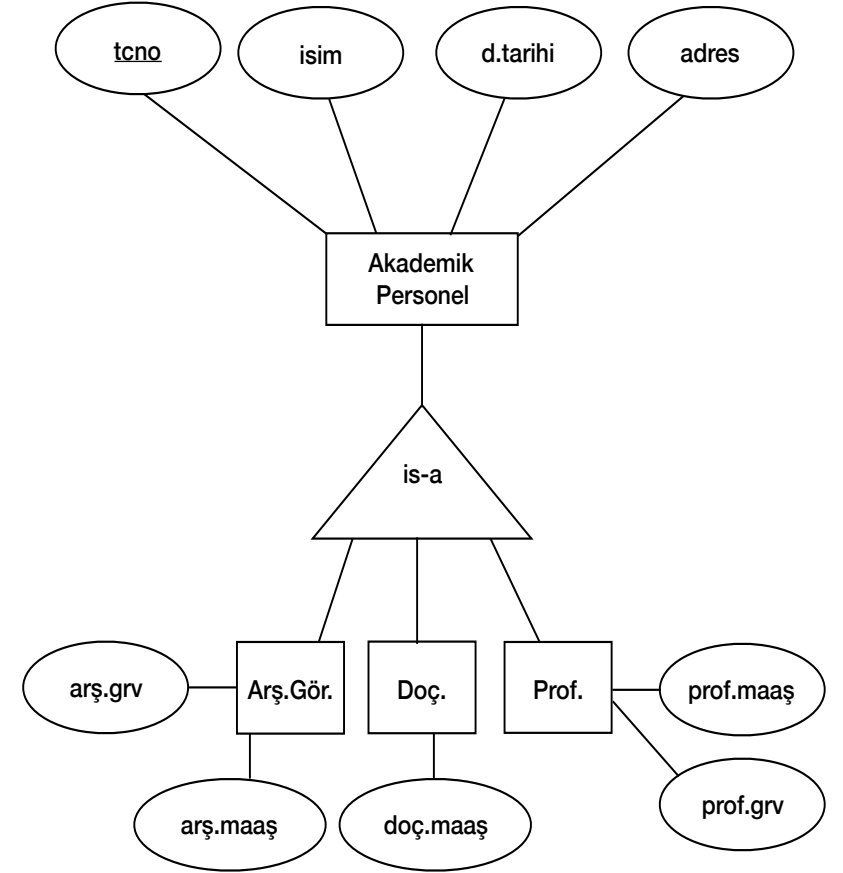 tcno
isim
d.tarihi
adres
Akademik
Personel
is-a
arş.grv
Arş.Gör.
Doç.
Prof.
prof.maaş
arş.maaş
doç.maaş
prof.grv